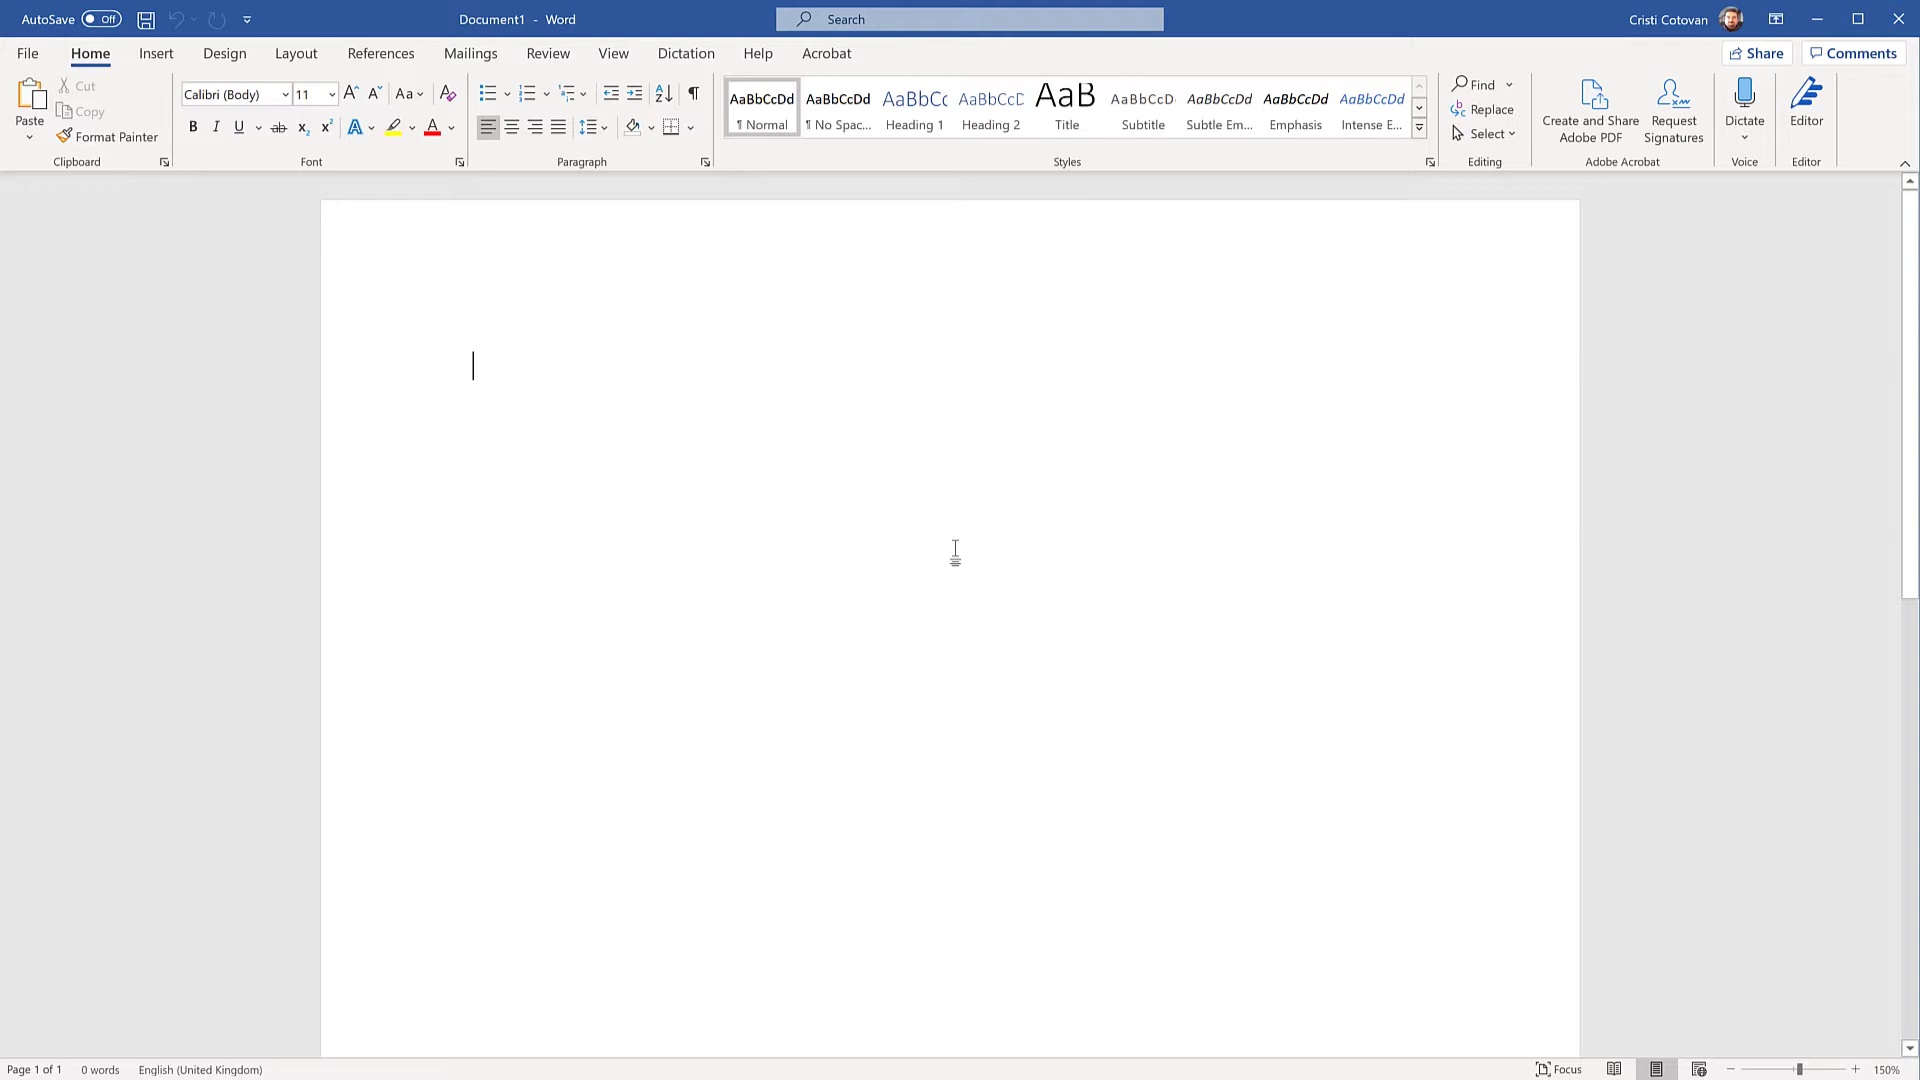 AutoSave Off Document1 - Word Search Cristi Cotovan
File Home Insert Design Layout References Mailings Review View Dictation Help Acrobat Share Comments
Paste Cut Copy Format Painter
Clipboard
Calibri (Body) 11 Aa
B I U ab x₂ x² A A
Font
Paragraph
AaBbCcDd AaBbCcDd AaBbCc AaBbCcD AaB AaBbCcD AaBbCcDd AaBbCcDd AaBbCcDd
¶ Normal ¶ No Spac... Heading 1 Heading 2 Title Subtitle Subtle Em... Emphasis Intense E...
Styles
Find
Replace
Select
Editing
Create and Share
Adobe PDF
Request
Signatures
Adobe Acrobat
Dictate
Voice
Editor
Editor
Page 1 of 1 0 words English (United Kingdom) Focus 150%